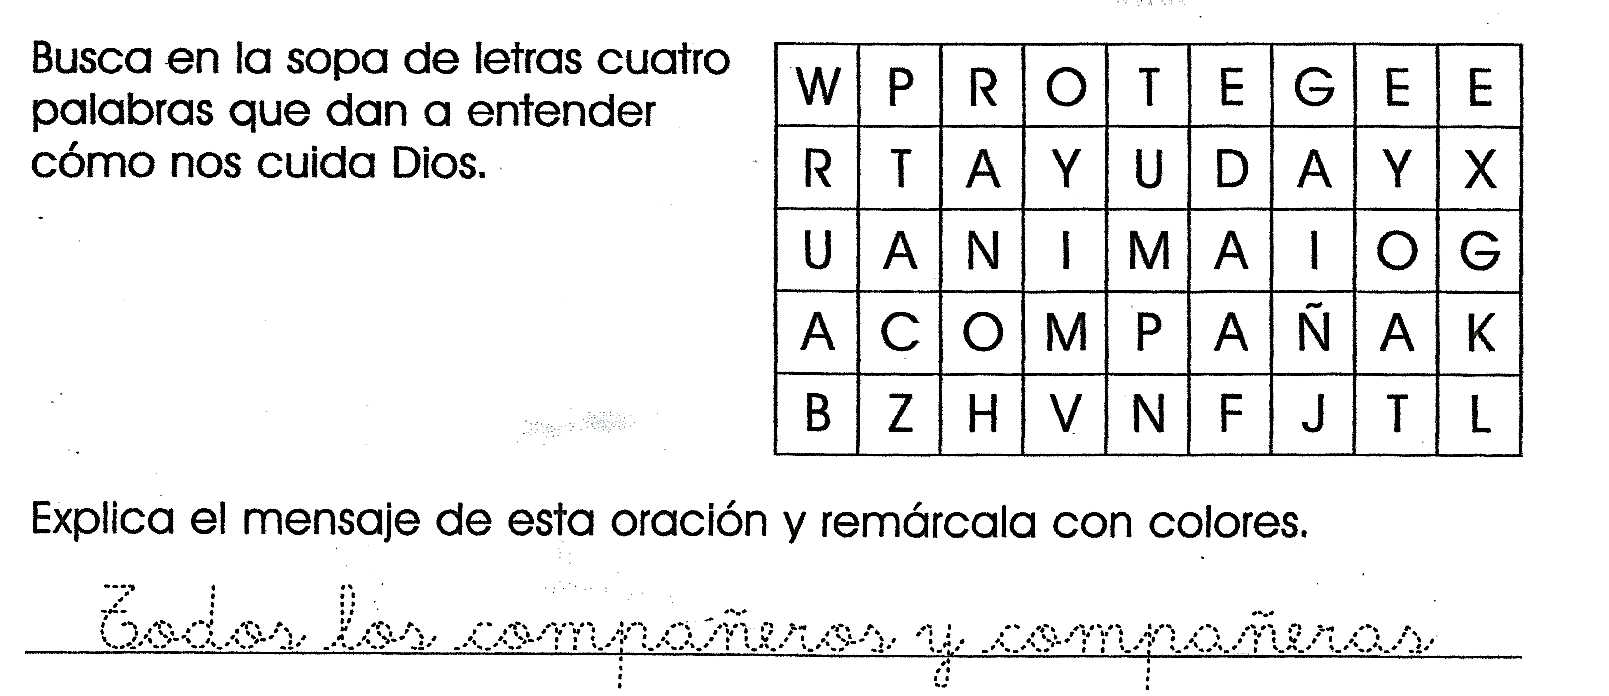 Busca en la sopa de letras cuatro
palabras que dan a entender
cómo nos cuida Dios.
W P R O T E G E E
R T A Y U D A Y X
U A N I M A I O G
A C O M P A Ñ A K
B Z H V N F J T L
Explica el mensaje de esta oración y remárcala con colores.
Todos los compañeros y compañeras